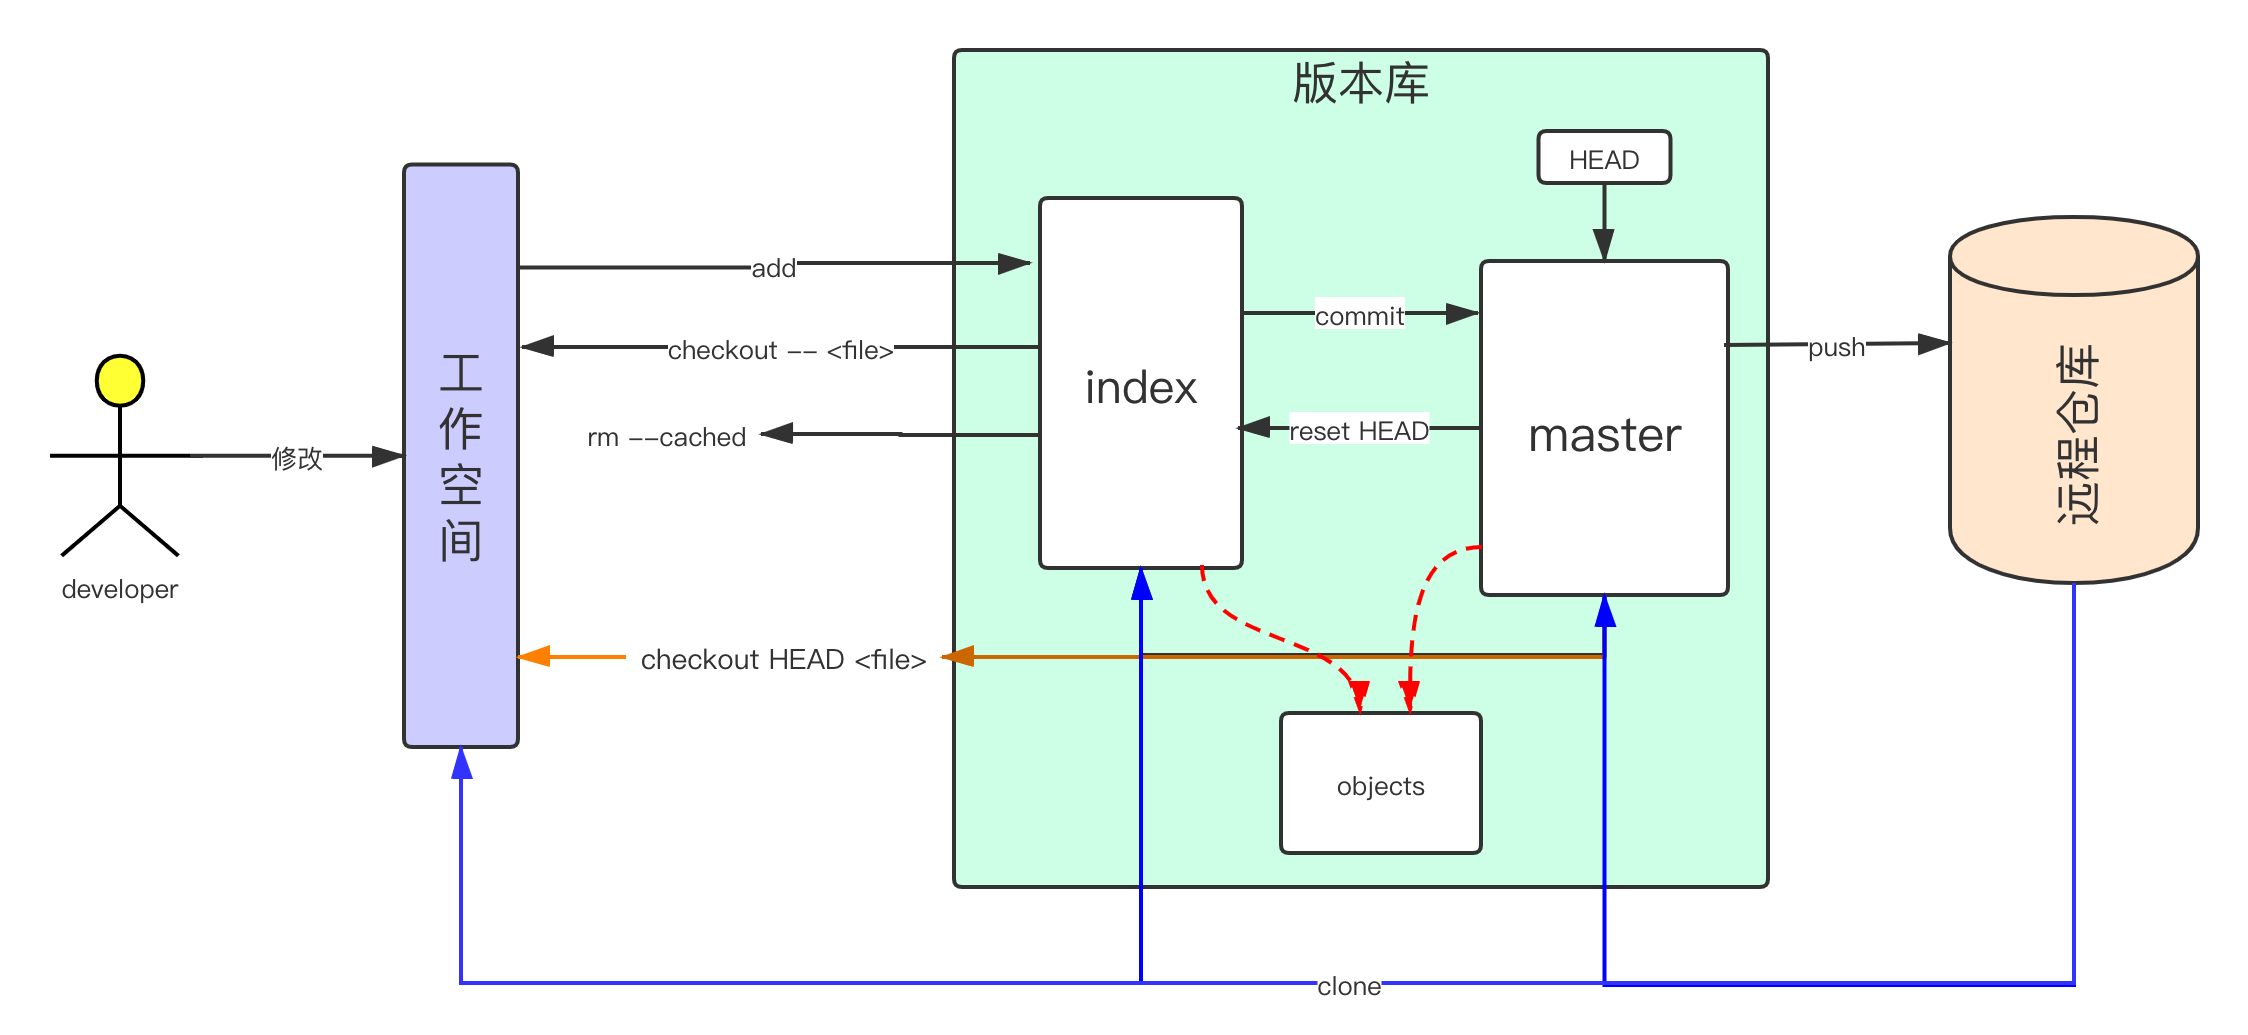 版本库
HEAD
add
commit
checkout -- <file>
push
index
rm --cached
reset HEAD
master
工作空间
修改
远程仓库
developer
checkout HEAD <file>
objects
clone